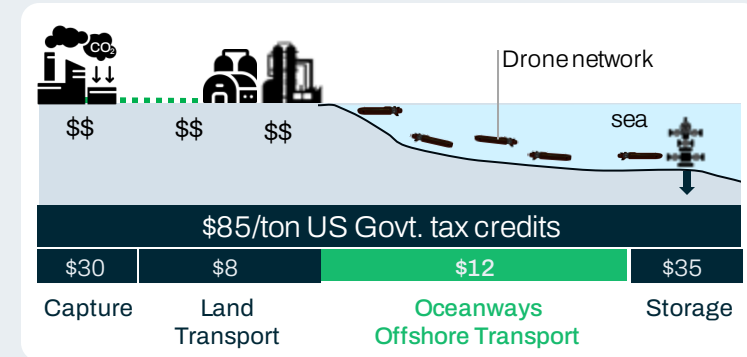 CO₂
Drone network
sea
$$
$$
$$
$85/ton US Govt. tax credits
$30
$8
$12
$35
Capture
Land
Transport
Oceanways
Offshore Transport
Storage